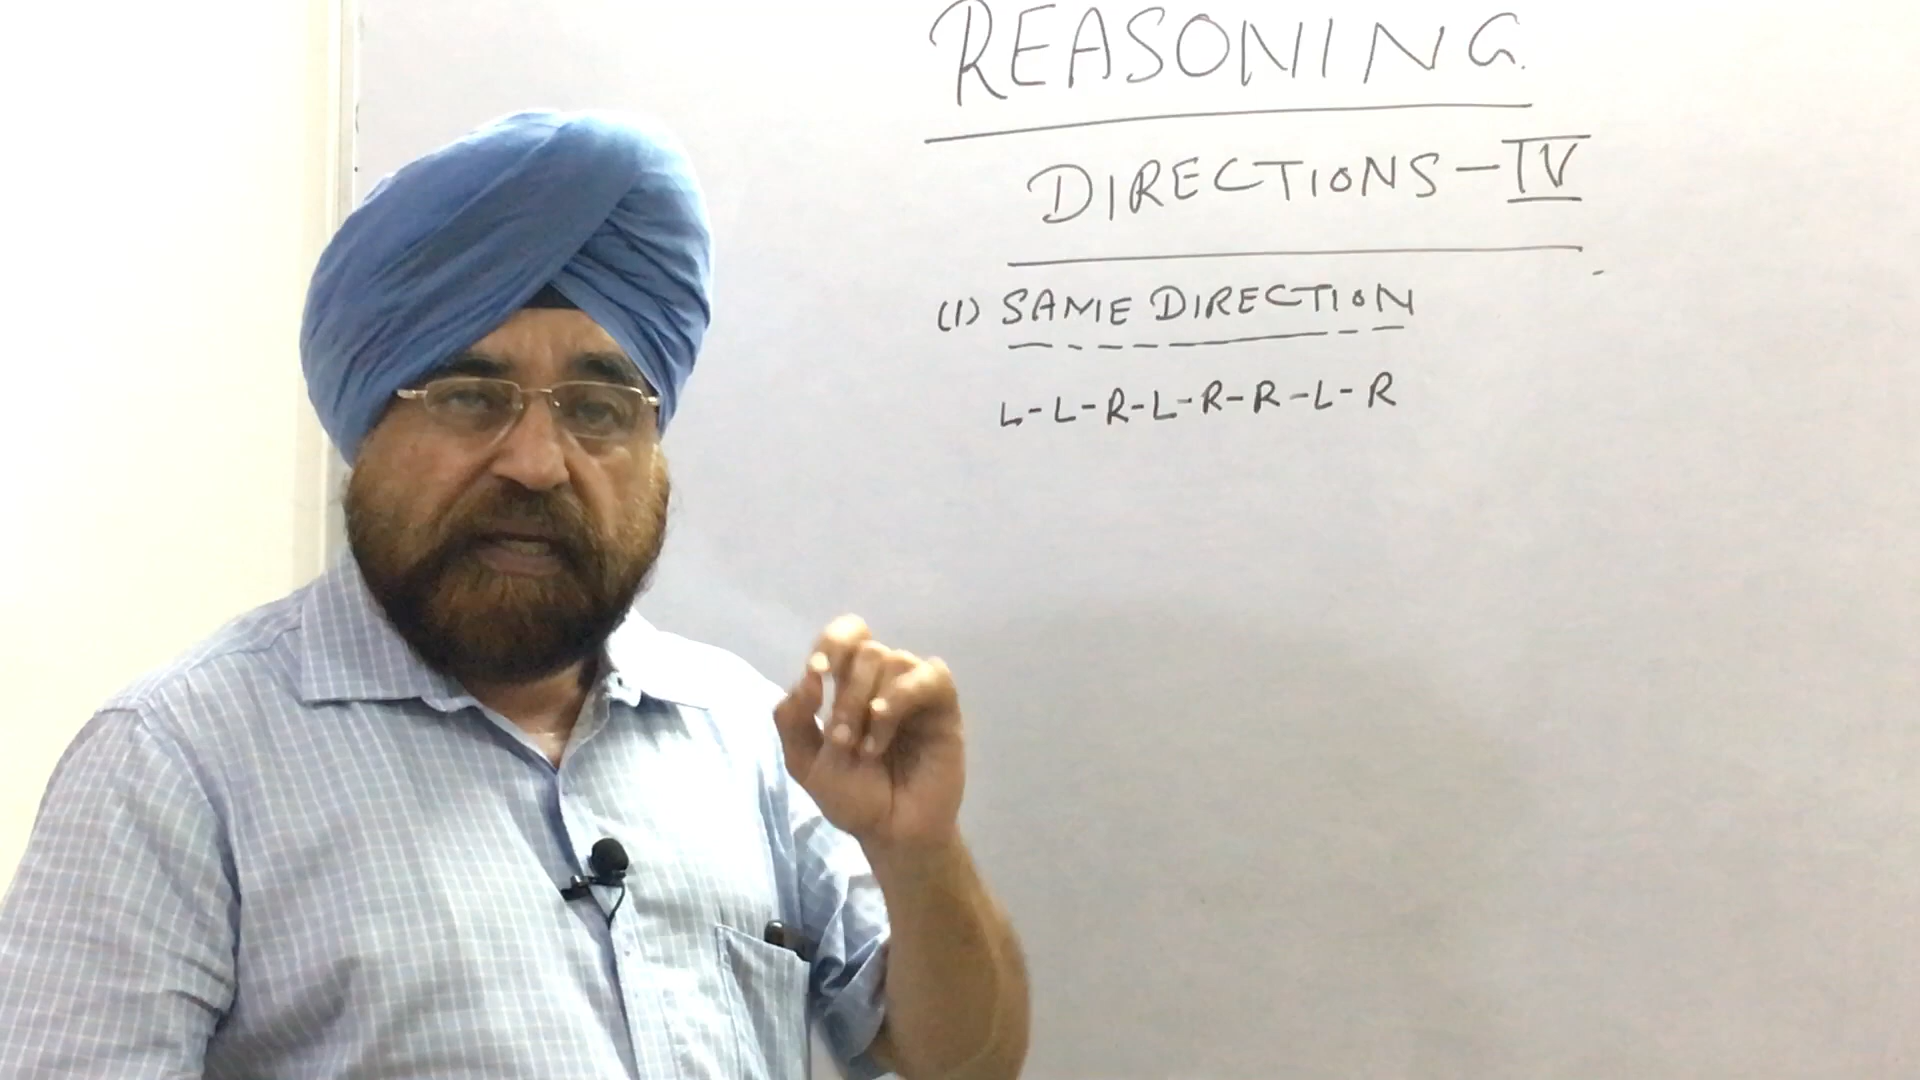 REASONING.
DIRECTIONS-IV
(1) SAME DIRECTION
L-L-R-L-R-R-L-R